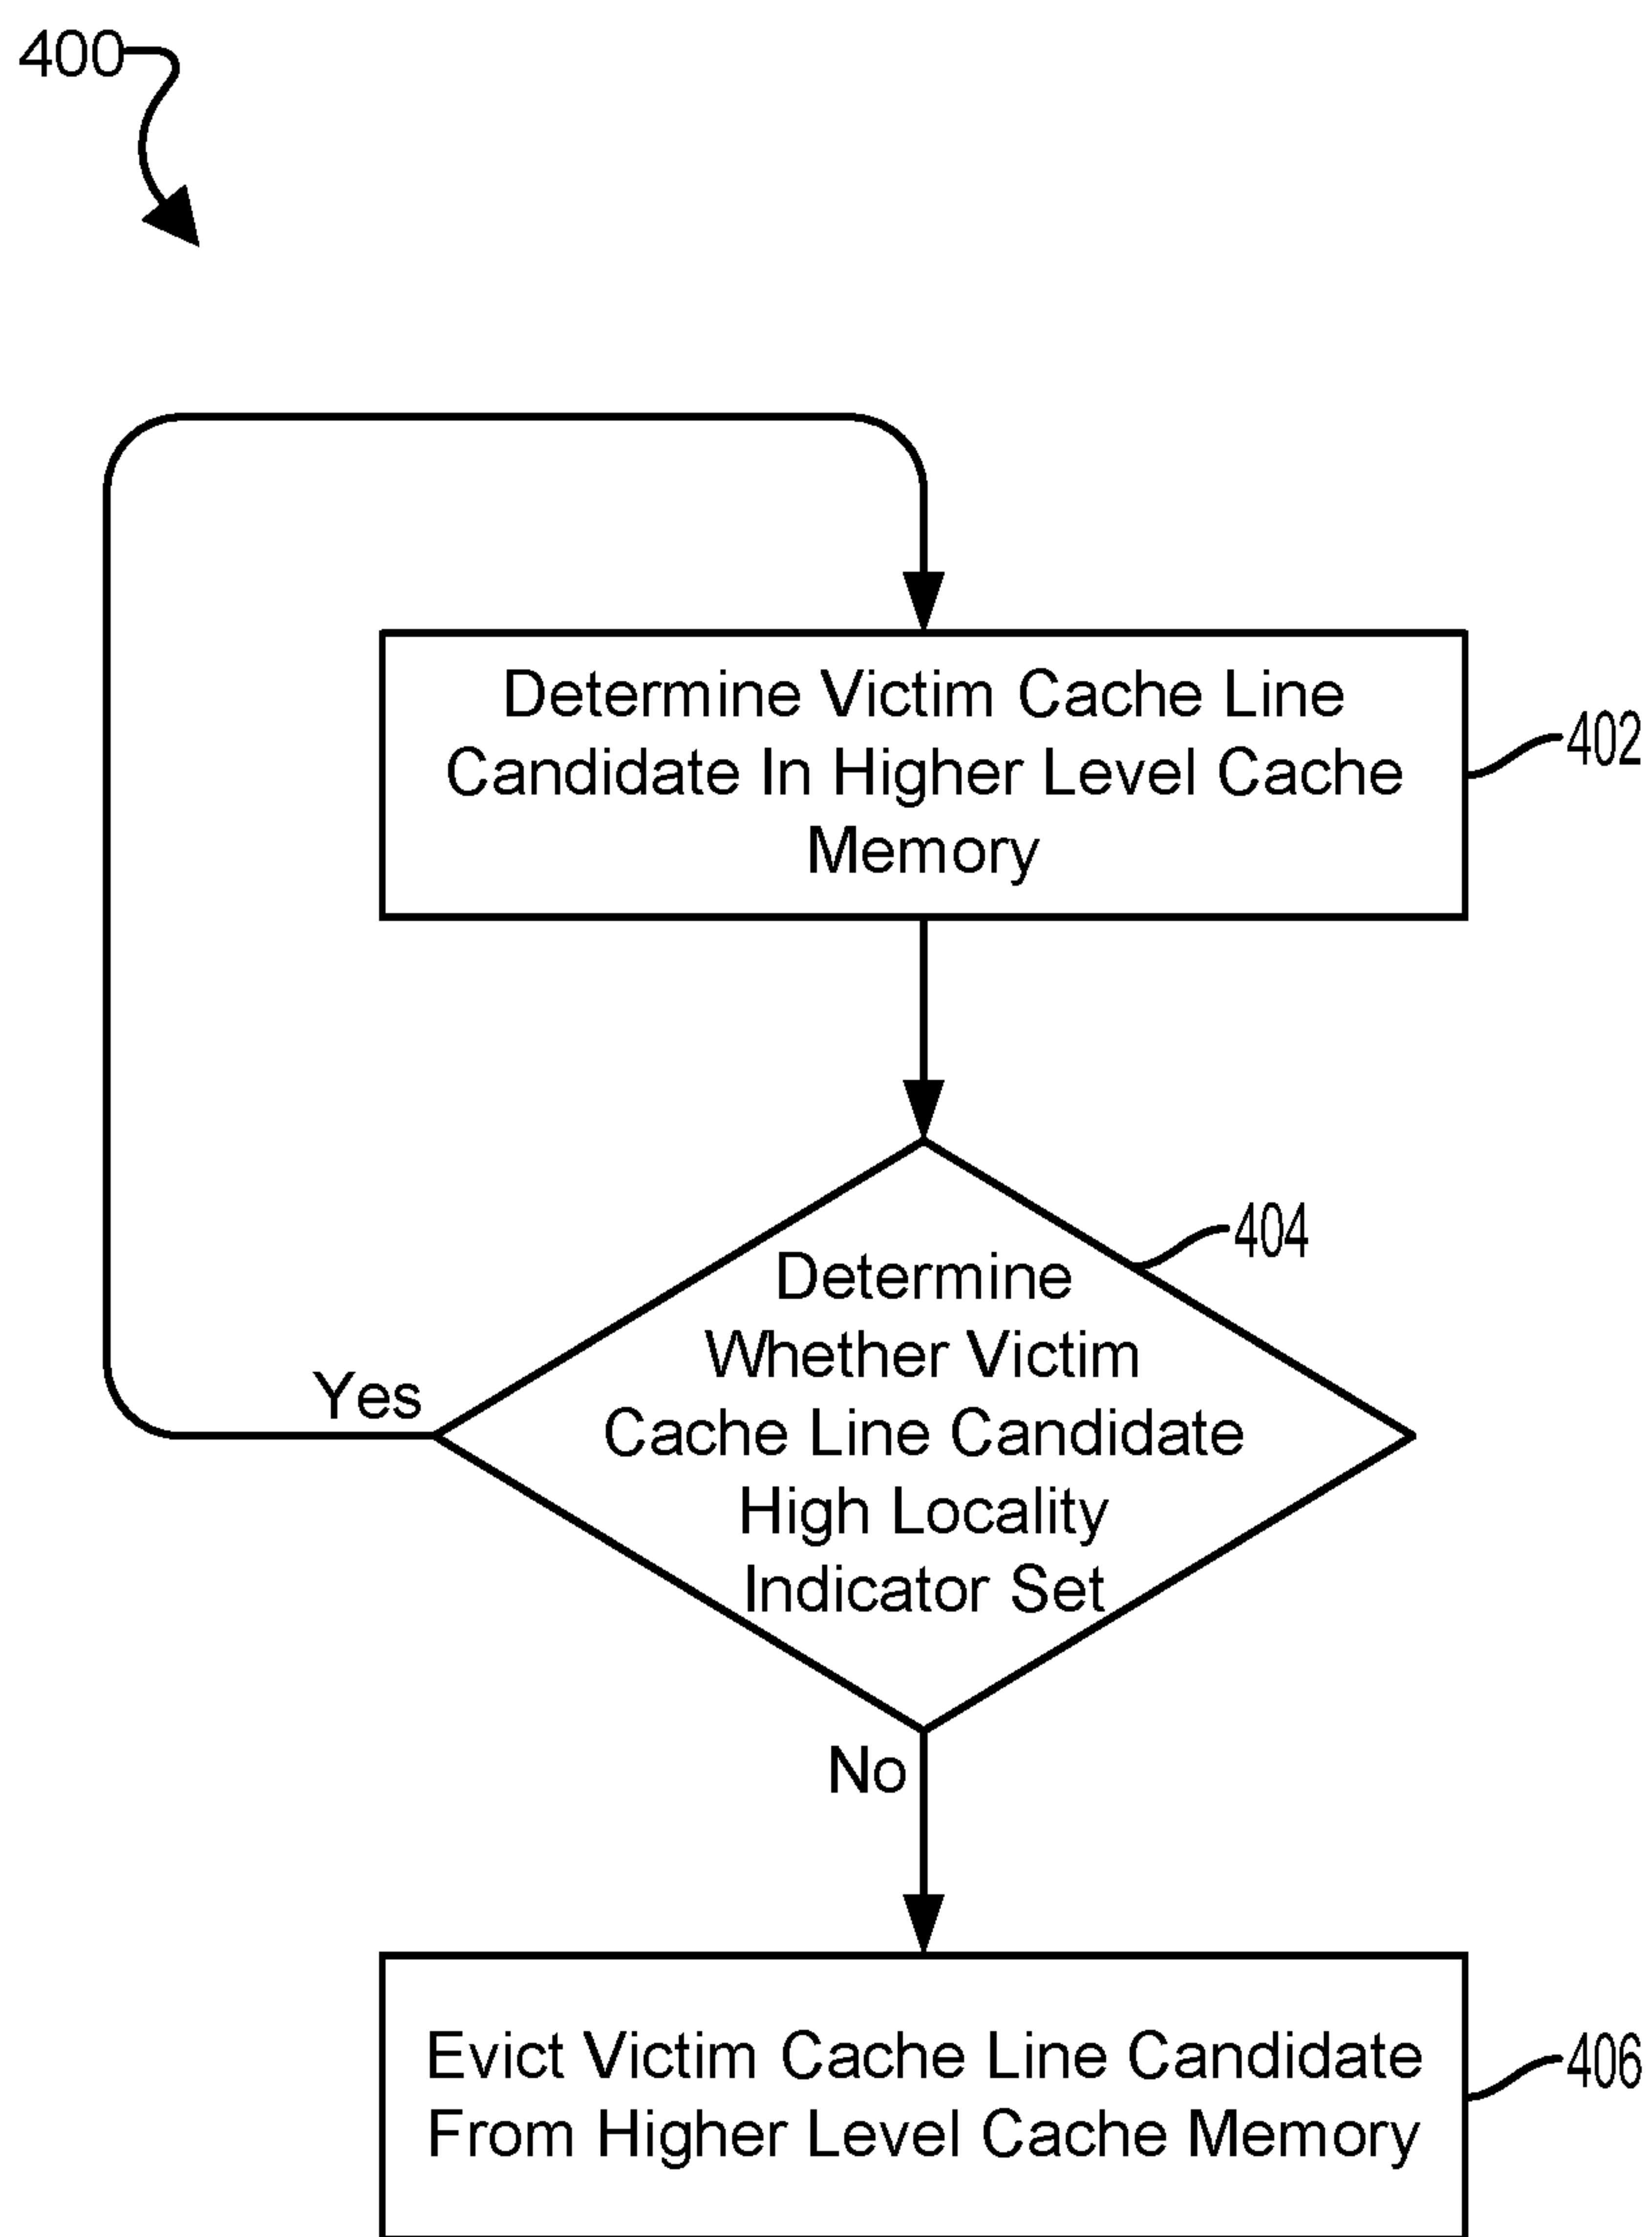 400
Determine Victim Cache Line
Candidate In Higher Level Cache
Memory
402
404
Determine
Whether Victim
Cache Line Candidate
High Locality
Indicator Set
Yes
No
Evict Victim Cache Line Candidate
From Higher Level Cache Memory
406